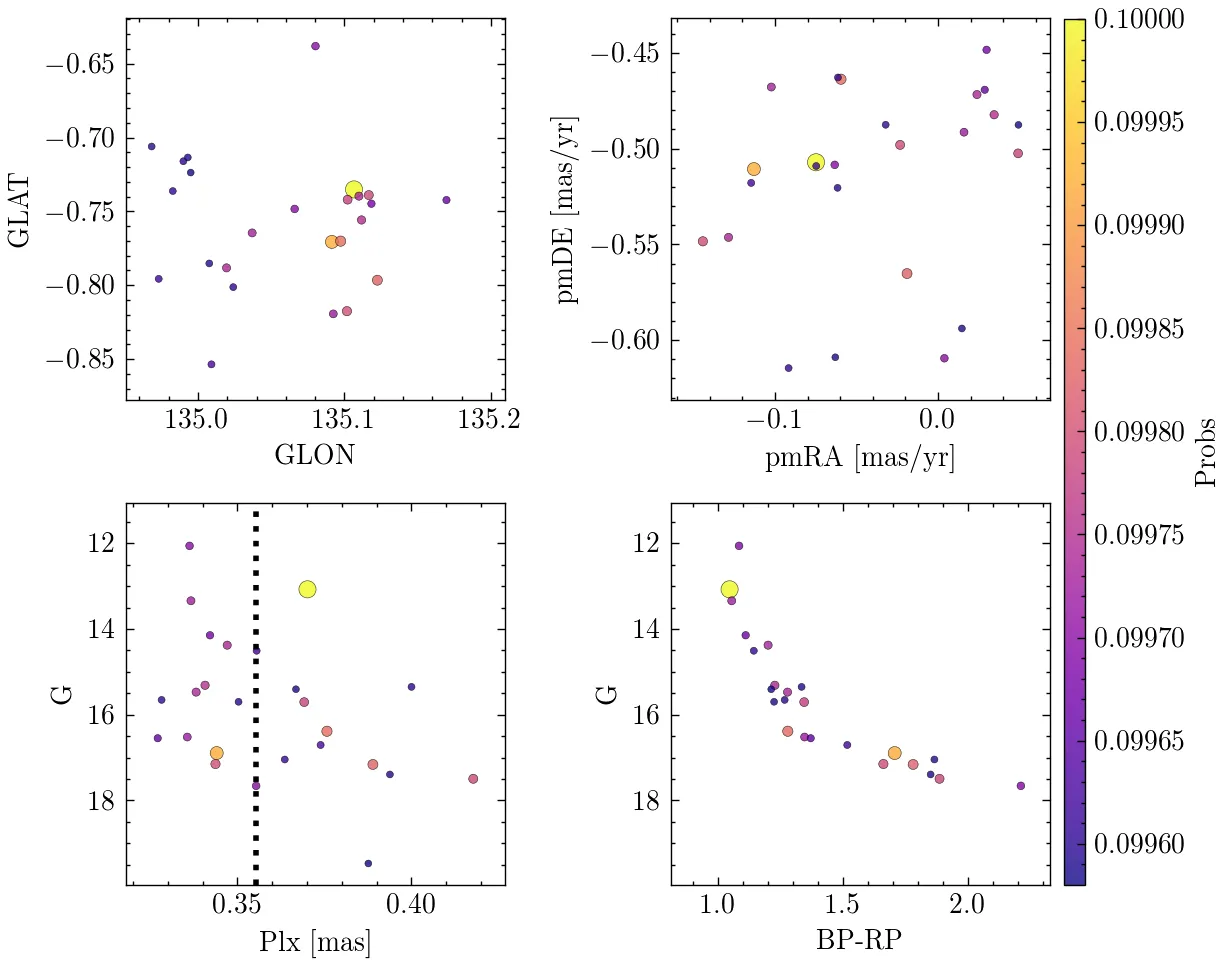 −0.65
−0.70
−0.75
−0.80
−0.85
GLAT
135.0 135.1 135.2
GLON
−0.45
−0.50
−0.55
−0.60
pmDE [mas/yr]
−0.1 0.0
pmRA [mas/yr]
12
14
16
18
G
0.35 0.40
Plx [mas]
12
14
16
18
G
1.0 1.5 2.0
BP-RP
0.10000
0.09995
0.09990
0.09985
0.09980
0.09975
0.09970
0.09965
0.09960
Probs